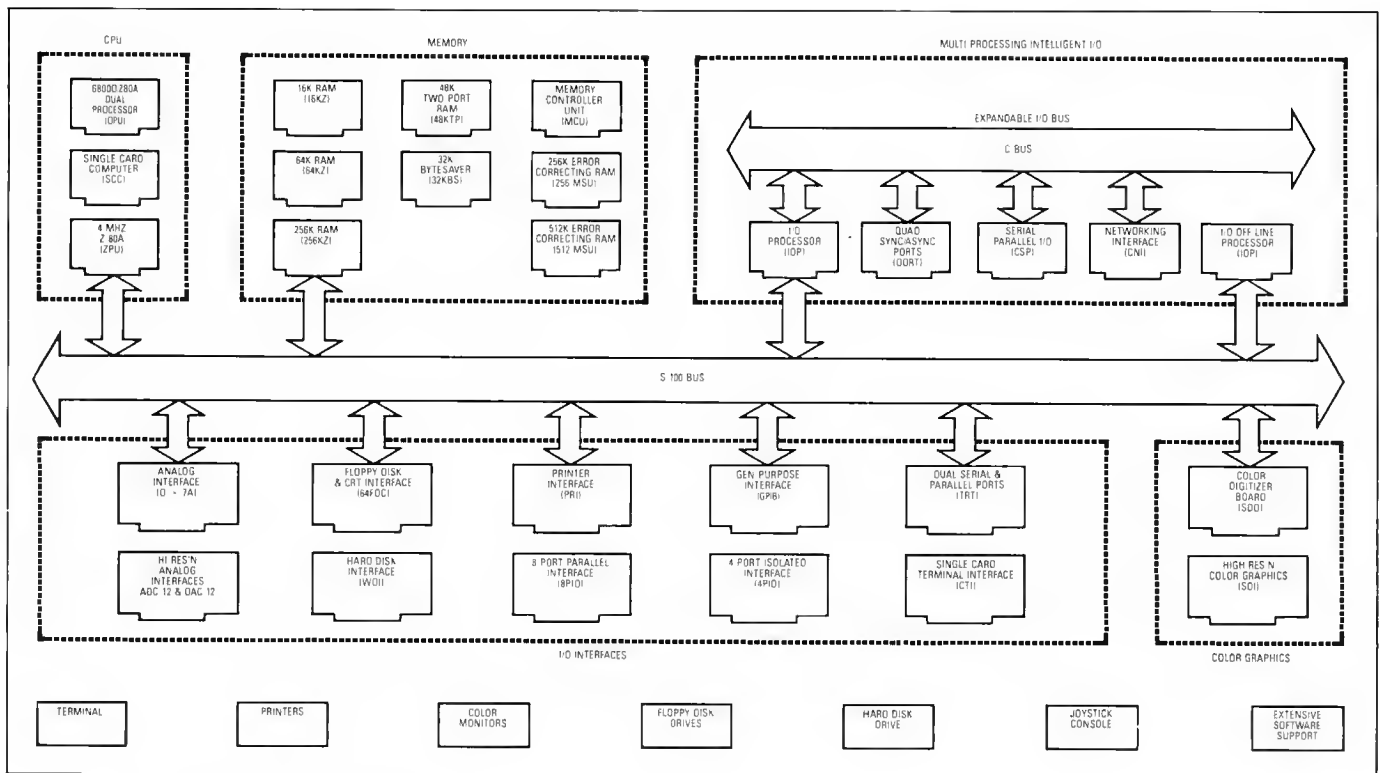 CPU
MEMORY
MULTI PROCESSING INTELLIGENT I/O
68000/Z80A
DUAL
PROCESSOR
(DPU)
SINGLE CARD
COMPUTER
(SCC)
4 MHZ
Z 80A
(ZPU)
16K RAM
(16KZ)
64K RAM
(64KZ)
256K RAM
(256KZ)
48K
TWO PORT
RAM
(48KTP)
32K
BYTESAVER
(32KBS)
MEMORY
CONTROLLER
UNIT
(MCU)
256K ERROR
CORRECTING RAM
(256 MSU)
512K ERROR
CORRECTING RAM
(512 MSU)
EXPANDABLE I/O BUS
C BUS
I/O
PROCESSOR
(IOP)
QUAD
SYNC/ASYNC
PORTS
(QDRT)
SERIAL
PARALLEL I/O
(CSP)
NETWORKING
INTERFACE
(CNI)
I/O OFF LINE
PROCESSOR
(IOP)
S 100 BUS
ANALOG
INTERFACE
(D + 7A)
FLOPPY DISK
& CRT INTERFACE
(64FDC)
PRINTER
INTERFACE
(PRI)
GEN PURPOSE
INTERFACE
(GPIB)
DUAL SERIAL &
PARALLEL PORTS
(TRT)
COLOR
DIGITIZER
BOARD
(SDD)
HI RES'N
ANALOG
INTERFACES
ADC 12 & DAC 12
HARD DISK
INTERFACE
(WDI)
8 PORT PARALLEL
INTERFACE
(8PIO)
4 PORT ISOLATED
INTERFACE
(4PIO)
SINGLE CARD
TERMINAL INTERFACE
(CTI)
HIGH RES N
COLOR GRAPHICS
(SDI)
I/O INTERFACES
COLOR GRAPHICS
TERMINAL
PRINTERS
COLOR
MONITORS
FLOPPY DISK
DRIVES
HARD DISK
DRIVE
JOYSTICK
CONSOLE
EXTENSIVE
SOFTWARE
SUPPORT